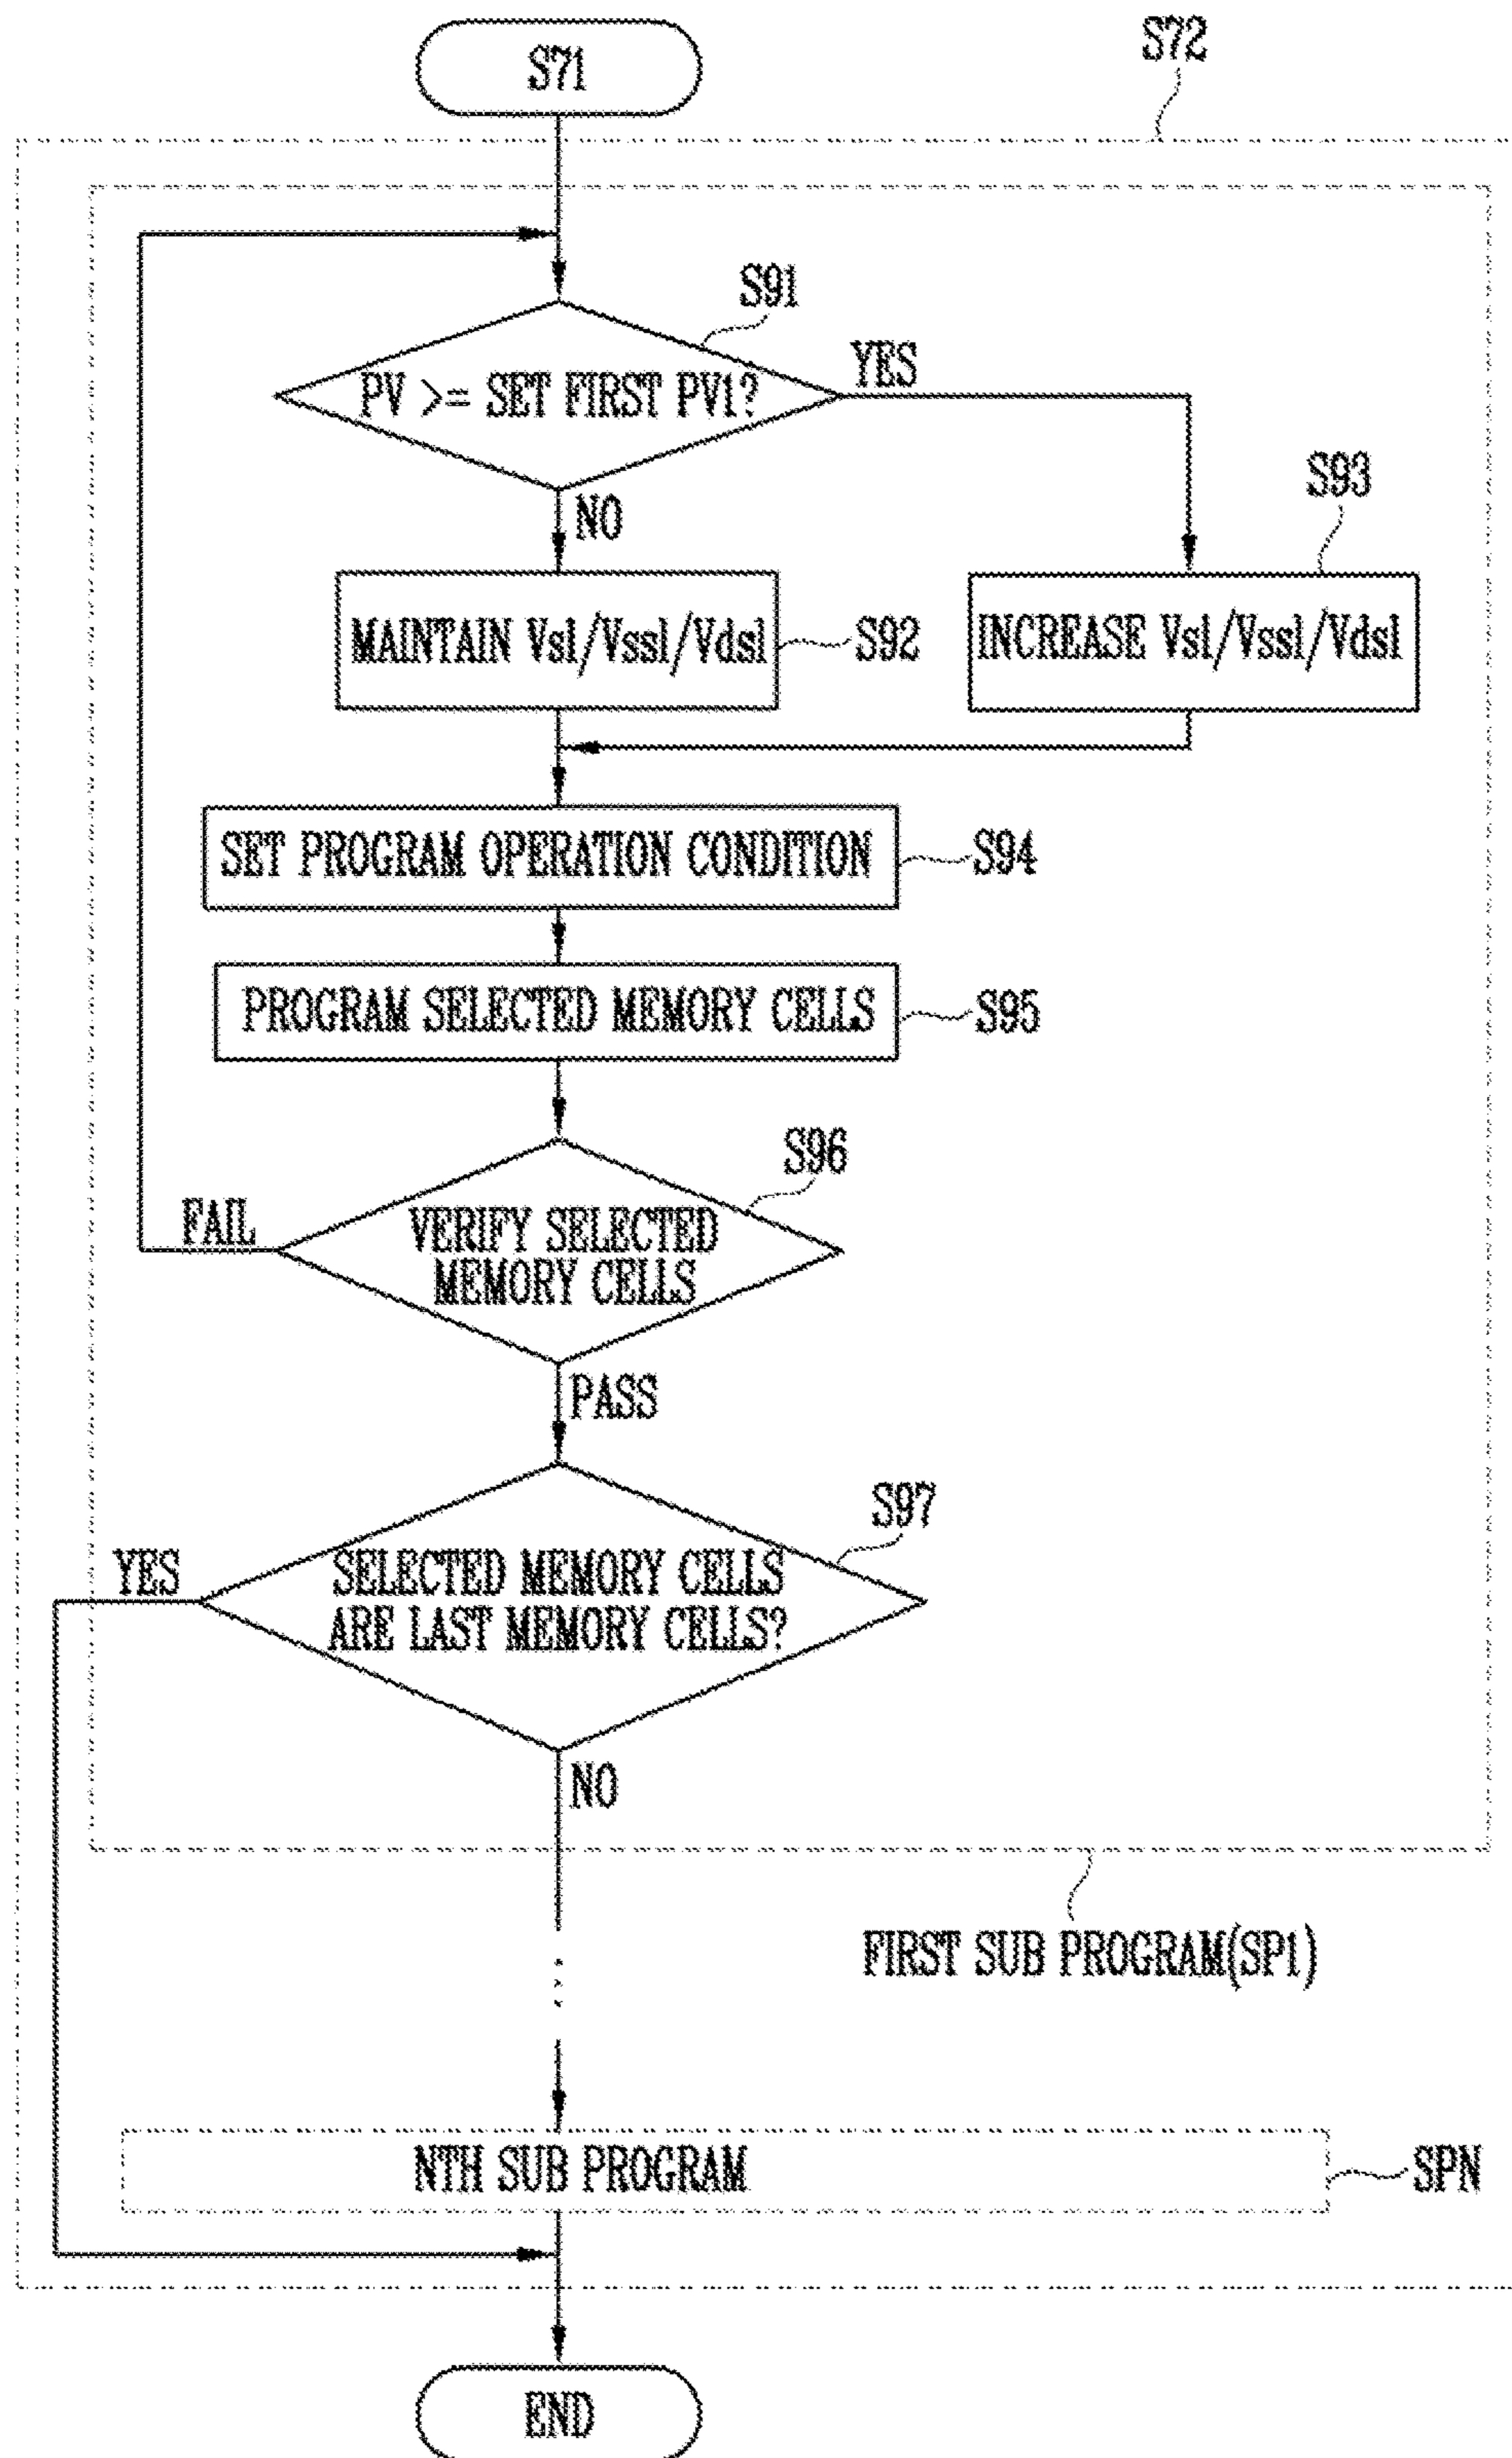 S71
S72
S91
PV >= SET FIRST PV1?
YES
NO
S93
MAINTAIN Vsl/Vssl/Vdsl
S92
INCREASE Vsl/Vssl/Vdsl
SET PROGRAM OPERATION CONDITION
S94
PROGRAM SELECTED MEMORY CELLS
S95
S96
FAIL
VERIFY SELECTED
MEMORY CELLS
PASS
S97
YES
SELECTED MEMORY CELLS
ARE LAST MEMORY CELLS?
NO
FIRST SUB PROGRAM(SP1)
NTH SUB PROGRAM
SPN
END